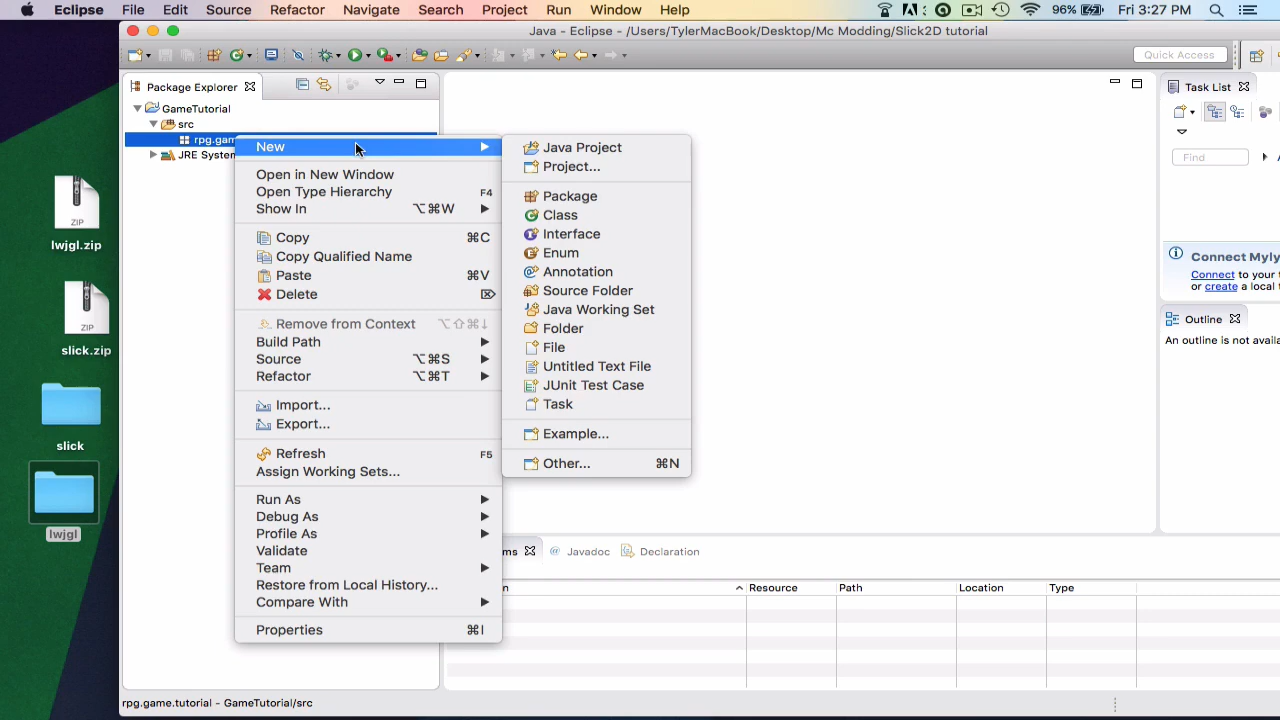 Eclipse File Edit Source Refactor Navigate Search Project Run Window Help 96% Fri 3:27 PM
Java - Eclipse - /Users/TylerMacBook/Desktop/Mc Modding/Slick2D tutorial
Quick Access
Package Explorer
GameTutorial
src
rpg.gam
JRE System
New
Open in New Window
Open Type Hierarchy F4
Show In ⌥⌘W
Copy ⌘C
Copy Qualified Name
Paste ⌘V
Delete ⌦
Remove from Context ⌥⇧⌘↓
Build Path
Source ⌥⌘S
Refactor ⌥⌘T
Import...
Export...
Refresh F5
Assign Working Sets...
Run As
Debug As
Profile As
Validate
Team
Restore from Local History...
Compare With
Properties ⌘I
Java Project
Project...
Package
Class
Interface
Enum
Annotation
Source Folder
Java Working Set
Folder
File
Untitled Text File
JUnit Test Case
Task
Example...
Other... ⌘N
Task List
Find
Connect Myly
Connect to your
or create a local
Outline
An outline is not availa
ms
Javadoc
Declaration
n
Resource
Path
Location
Type
ZIP
lwjgl.zip
ZIP
slick.zip
slick
lwjgl
rpg.game.tutorial - GameTutorial/src